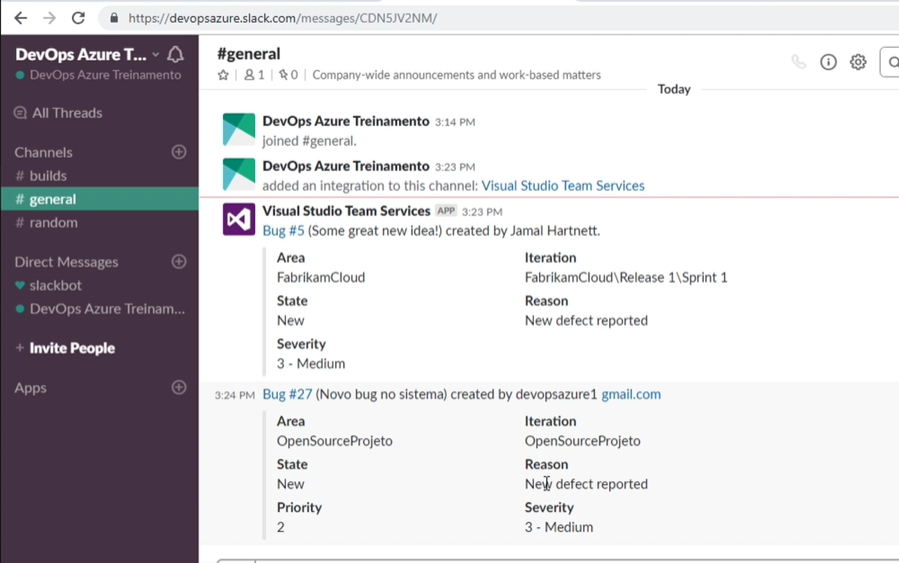 https://devopsazure.slack.com/messages/CDN5JV2NM/
DevOps Azure T...
DevOps Azure Treinamento
All Threads
Channels
# builds
# general
# random
Direct Messages
slackbot
DevOps Azure Treinam...
+ Invite People
Apps
#general
1 | 0 | Company-wide announcements and work-based matters
Today
DevOps Azure Treinamento 3:14 PM
joined #general.
DevOps Azure Treinamento 3:23 PM
added an integration to this channel: Visual Studio Team Services
Visual Studio Team Services APP 3:23 PM
Bug #5 (Some great new idea!) created by Jamal Hartnett.
Area Iteration
FabrikamCloud FabrikamCloud\Release 1\Sprint 1
State Reason
New New defect reported
Severity
3 - Medium
3:24 PM Bug #27 (Novo bug no sistema) created by devopsazure1 gmail.com
Area Iteration
OpenSourceProjeto OpenSourceProjeto
State Reason
New New defect reported
Priority Severity
2 3 - Medium